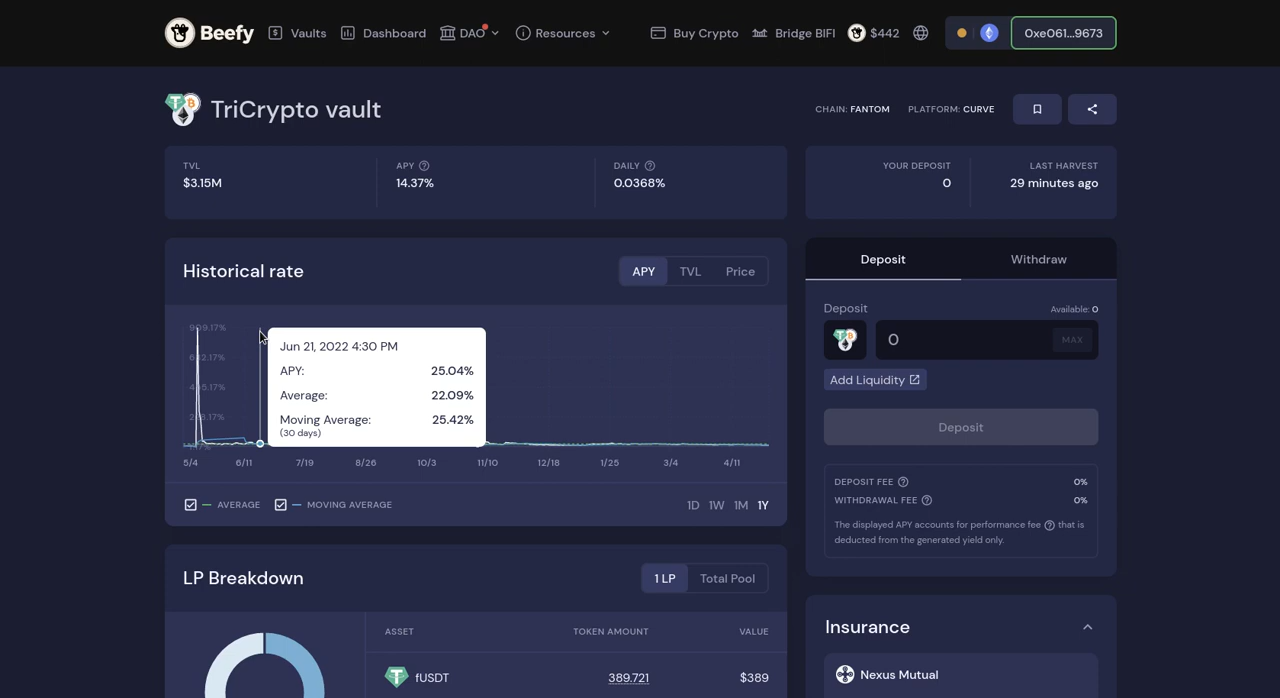 Beefy Vaults Dashboard DAO Resources Buy Crypto Bridge BIFI $442 0xe061...9673
TriCrypto vault
CHAIN: FANTOM PLATFORM: CURVE
TVL APY DAILY
$3.15M 14.37% 0.0368%
YOUR DEPOSIT LAST HARVEST
0 29 minutes ago
Historical rate
APY TVL Price
Jun 21, 2022 4:30 PM
APY: 25.04%
Average: 22.09%
Moving Average: 25.42%
(30 days)
5/4 6/11 7/19 8/26 10/3 11/10 12/18 1/25 3/4 4/11
AVERAGE MOVING AVERAGE 1D 1W 1M 1Y
LP Breakdown
1 LP Total Pool
ASSET TOKEN AMOUNT VALUE
fUSDT 389.721 $389
Deposit Withdraw
Deposit Available: 0
0 MAX
Add Liquidity
Deposit
DEPOSIT FEE 0%
WITHDRAWAL FEE 0%
The displayed APY accounts for performance fee that is
deducted from the generated yield only.
Insurance
Nexus Mutual